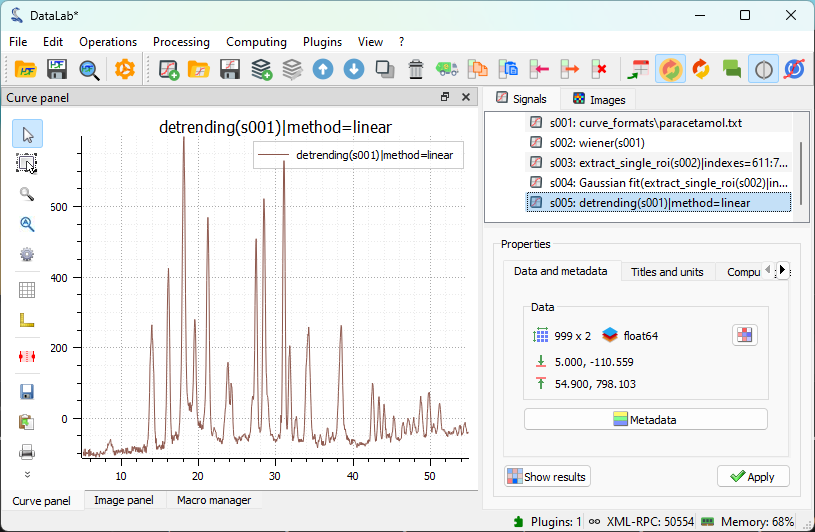 DataLab*
File Edit Operations Processing Computing Plugins View ?
Curve panel
Signals Images
detrending(s001)|method=linear
detrending(s001)|method=linear
600
400
200
0
10 20 30 40 50
s001: curve_formats\paracetamol.txt
s002: wiener(s001)
s003: extract_single_roi(s002)|indexes=611:7...
s004: Gaussian fit(extract_single_roi(s002)|in...
s005: detrending(s001)|method=linear
Properties
Data and metadata Titles and units Compu
Data
999 x 2 float64
5.000, -110.559
54.900, 798.103
Metadata
Show results Apply
Curve panel Image panel Macro manager
Plugins: 1 XML-RPC: 50554 Memory: 68%